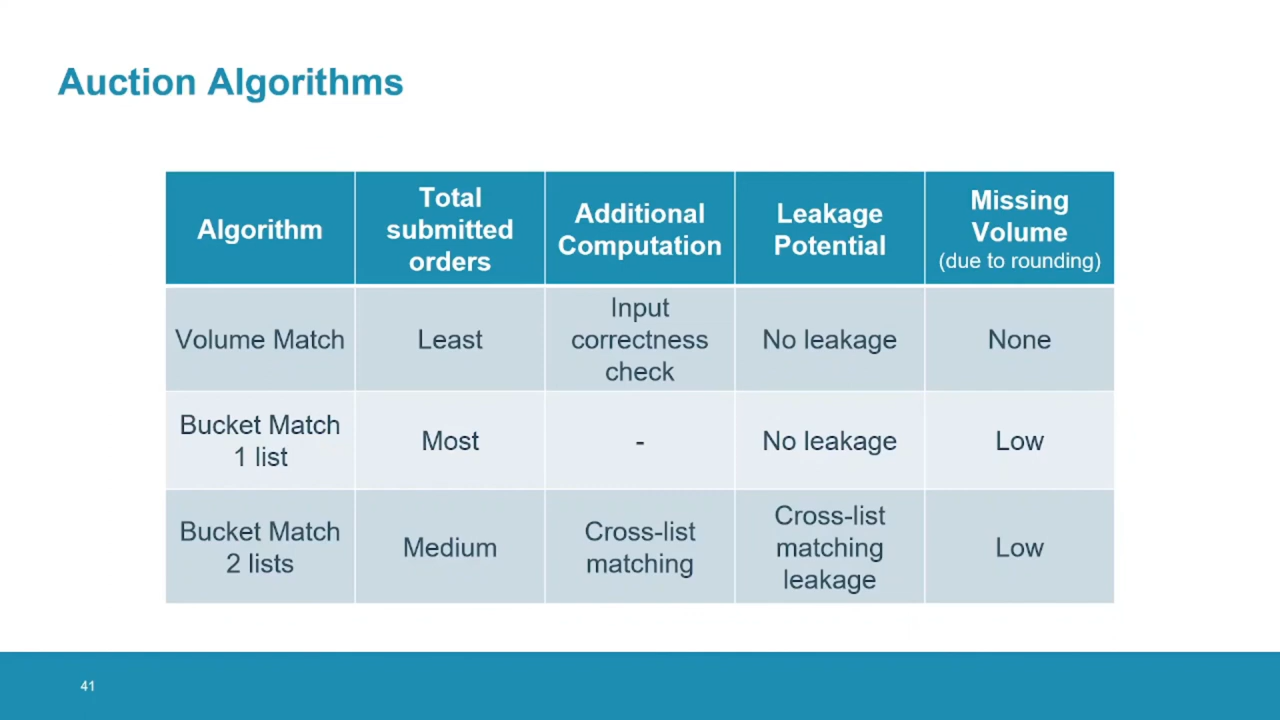 Auction Algorithms
Algorithm
Total
submitted
orders
Additional
Computation
Leakage
Potential
Missing
Volume
(due to rounding)
Volume Match
Least
Input
correctness
check
No leakage
None
Bucket Match
1 list
Most
-
No leakage
Low
Bucket Match
2 lists
Medium
Cross-list
matching
Cross-list
matching
leakage
Low
41